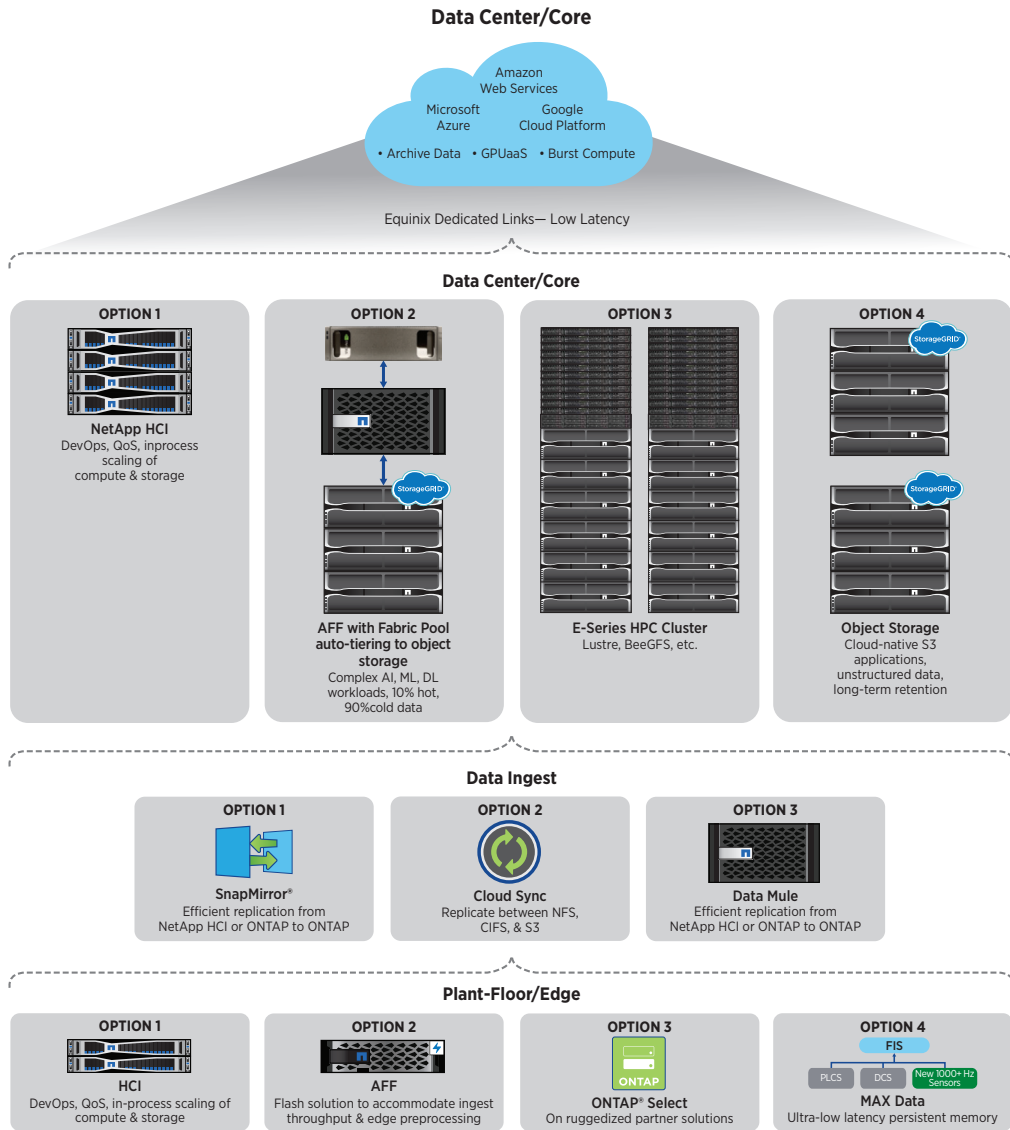 Data Center/Core
Amazon
Web Services
Microsoft
Azure
Google
Cloud Platform
• Archive Data • GPUaaS • Burst Compute
Equinix Dedicated Links— Low Latency
Data Center/Core
OPTION 1
NetApp HCI
DevOps, QoS, inprocess
scaling of
compute & storage
OPTION 2
StorageGRID
AFF with Fabric Pool
auto-tiering to object
storage
Complex AI, ML, DL
workloads, 10% hot,
90%cold data
OPTION 3
E-Series HPC Cluster
Lustre, BeeGFS, etc.
OPTION 4
StorageGRID
StorageGRID
Object Storage
Cloud-native S3
applications,
unstructured data,
long-term retention
Data Ingest
OPTION 1
SnapMirror®
Efficient replication from
NetApp HCI or ONTAP to ONTAP
OPTION 2
Cloud Sync
Replicate between NFS,
CIFS, & S3
OPTION 3
Data Mule
Efficient replication from
NetApp HCI or ONTAP to ONTAP
Plant-Floor/Edge
OPTION 1
HCI
DevOps, QoS, in-process scaling of
compute & storage
OPTION 2
AFF
Flash solution to accommodate ingest
throughput & edge preprocessing
OPTION 3
ONTAP
ONTAP® Select
On ruggedized partner solutions
OPTION 4
FIS
PLCS
DCS
New 1000+ Hz
Sensors
MAX Data
Ultra-low latency persistent memory